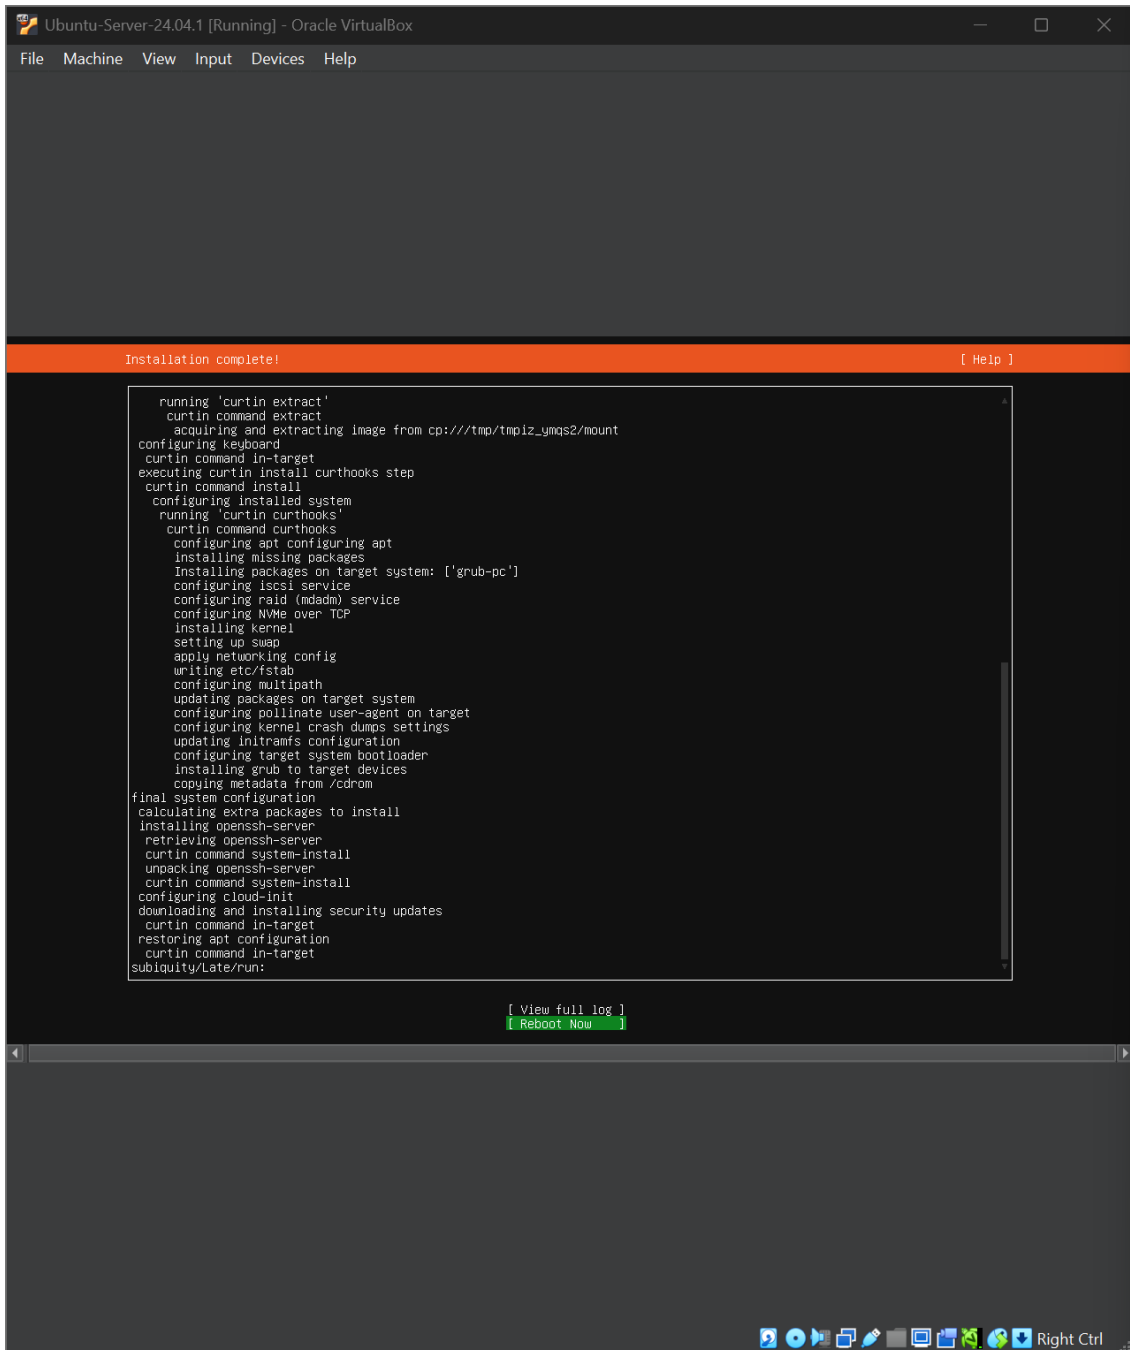 Ubuntu-Server-24.04.1 [Running] - Oracle VirtualBox
File Machine View Input Devices Help
Installation complete! [ Help ]
running 'curtin extract'
curtin command extract
acquiring and extracting image from cp:///tmp/tmpiz_ymqs2/mount
configuring keyboard
curtin command in-target
executing curtin install curthooks step
curtin command install
configuring installed system
running 'curtin curthooks'
curtin command curthooks
configuring apt configuring apt
installing missing packages
Installing packages on target system: ['grub-pc']
configuring iscsi service
configuring raid (mdadm) service
configuring NVMe over TCP
installing kernel
setting up swap
apply networking config
writing etc/fstab
configuring multipath
updating packages on target system
configuring pollinate user-agent on target
configuring kernel crash dumps settings
updating initramfs configuration
configuring target system bootloader
installing grub to target devices
copying metadata from /cdrom
final system configuration
calculating extra packages to install
installing openssh-server
retrieving openssh-server
curtin command system-install
unpacking openssh-server
curtin command system-install
configuring cloud-init
downloading and installing security updates
curtin command in-target
restoring apt configuration
curtin command in-target
subiquity/Late/run:
[ View full log ]
[ Reboot Now ]
Right Ctrl